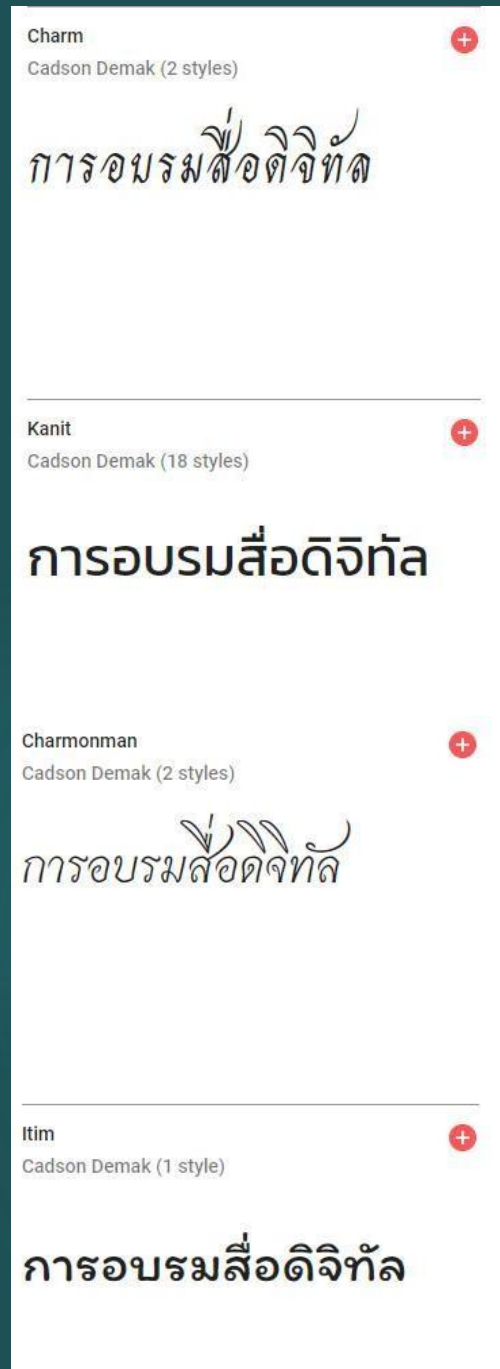 Charm
Cadson Demak (2 styles)
การอบรมสื่อดิจิทัล
Kanit
Cadson Demak (18 styles)
การอบรมสื่อดิจิทัล
Charmonman
Cadson Demak (2 styles)
การอบรมสื่อดิจิทัล
Itim
Cadson Demak (1 style)
การอบรมสื่อดิจิทัล